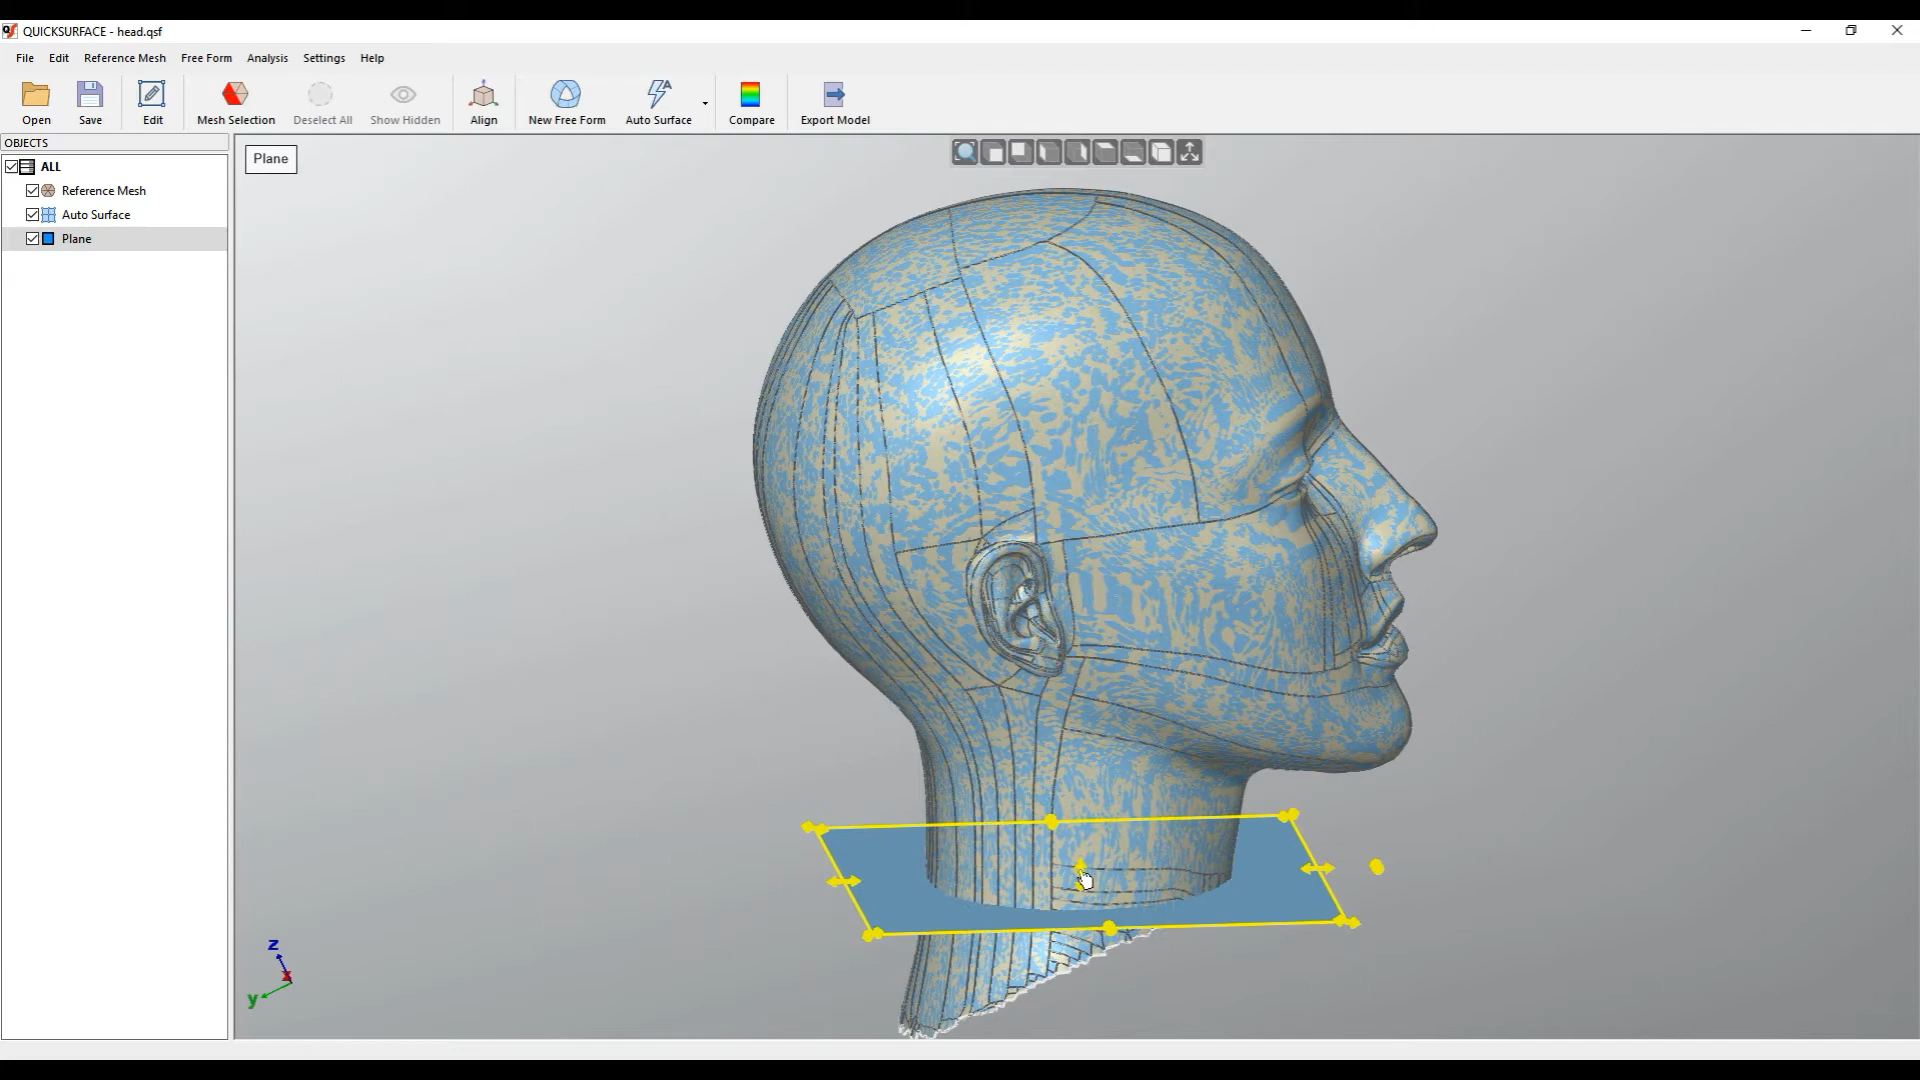 QUICKSURFACE - head.qsf
File Edit Reference Mesh Free Form Analysis Settings Help
Open Save Edit Mesh Selection Deselect All Show Hidden Align New Free Form Auto Surface Compare Export Model
OBJECTS
ALL
Reference Mesh
Auto Surface
Plane
Plane
z
x
y